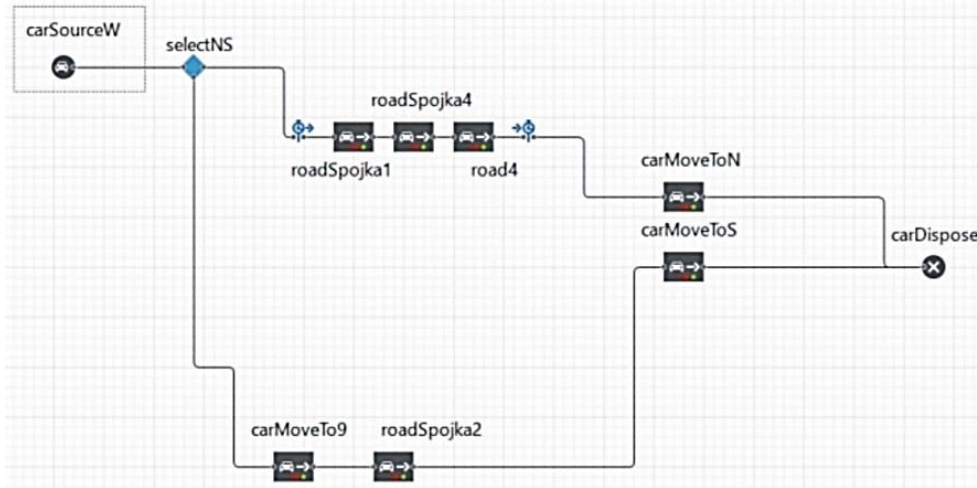 carSourceW
selectNS
roadSpojka4
roadSpojka1
road4
carMoveToN
carMoveToS
carDispose
carMoveTo9
roadSpojka2